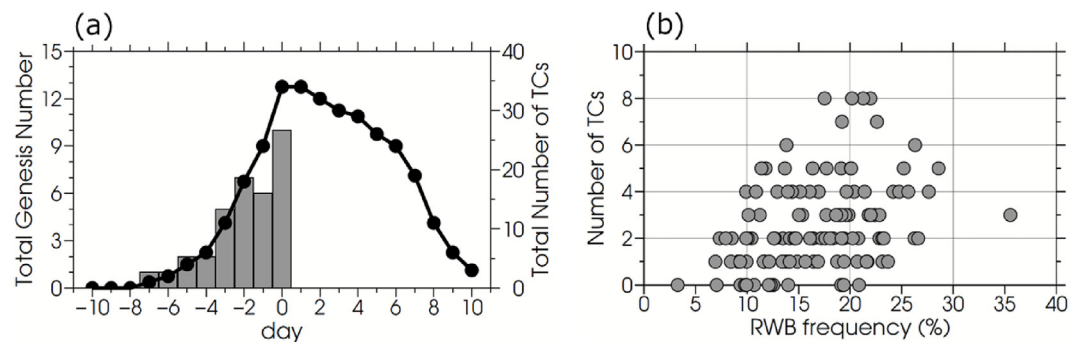 (a)
15
12
9
6
3
0
Total Genesis Number
40
30
20
10
0
Total Number of TCs
−10 −8 −6 −4 −2 0 2 4 6 8 10
day
(b)
10
8
6
4
2
0
Number of TCs
0 5 10 15 20 25 30 35 40
RWB frequency (%)